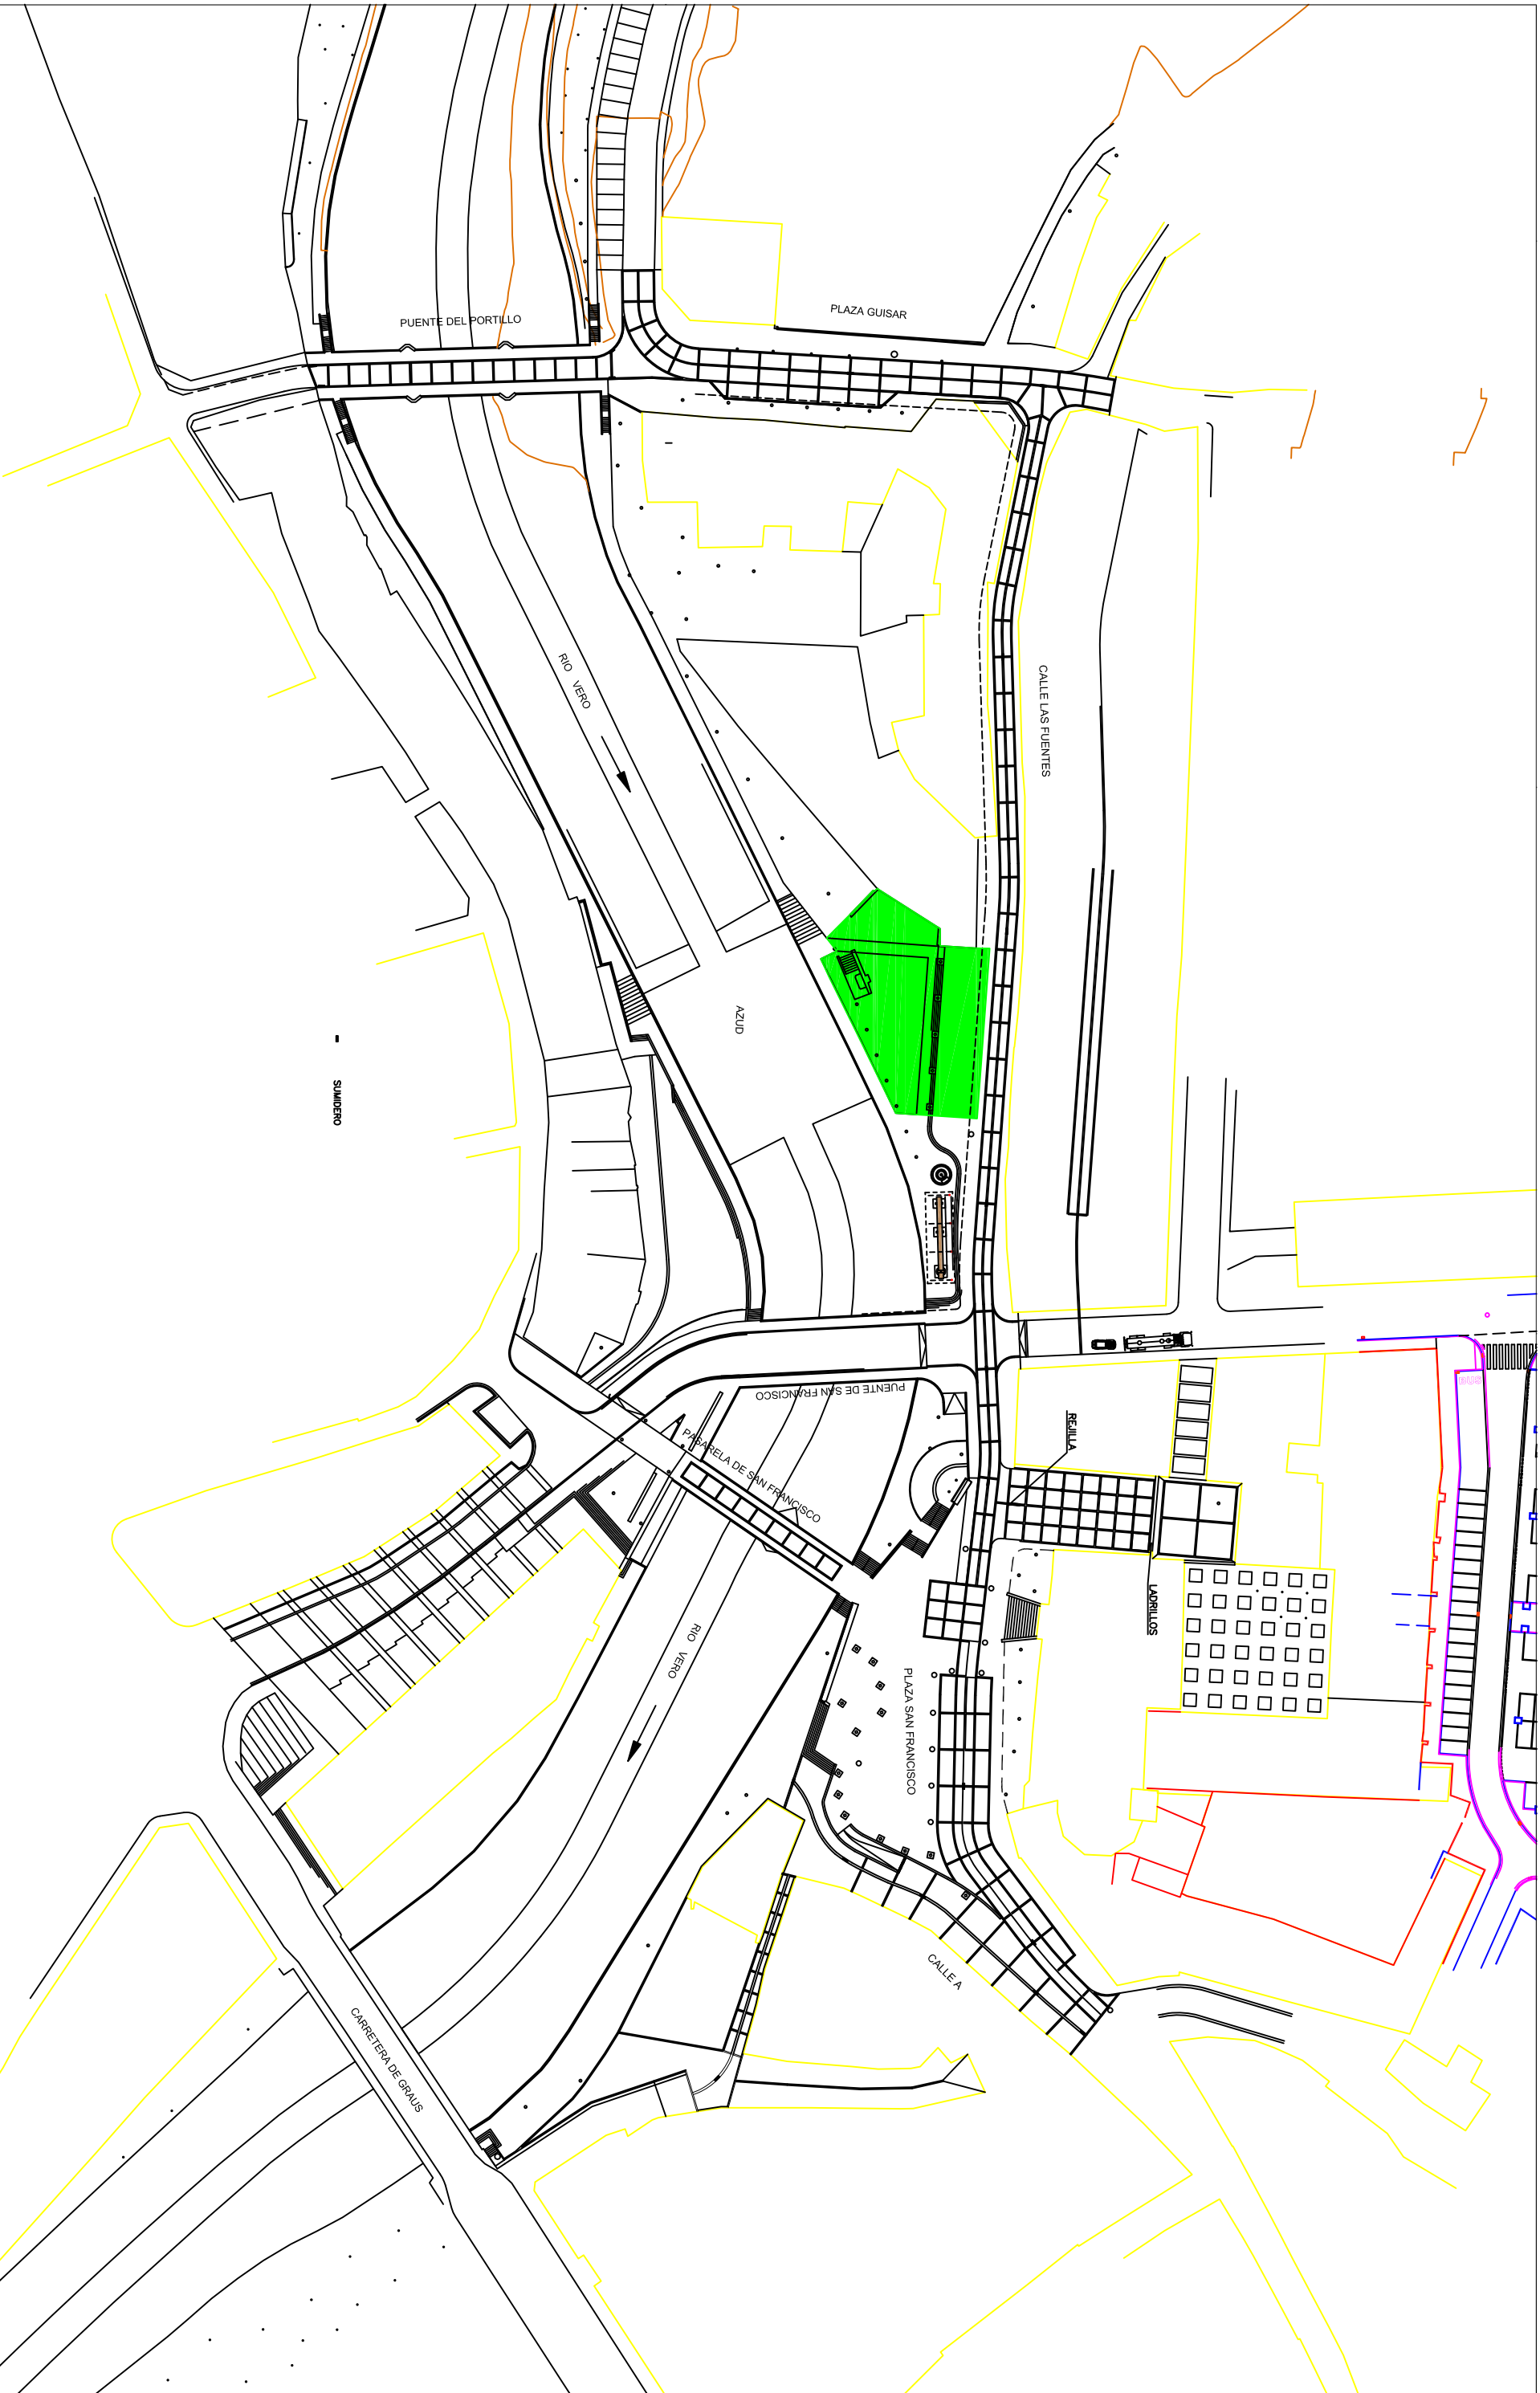 PLAZA GUISAR
PUENTE DEL PORTILLO
RIO VERO
CALLE LAS FUENTES
AZUD
SUMIDERO
PUENTE DE SAN FRANCISCO
BUS
REJILLA
PASARELA DE SAN FRANCISCO
LADRILLOS
RIO VERO
PLAZA SAN FRANCISCO
CALLE A
CARRETERA DE GRAUS